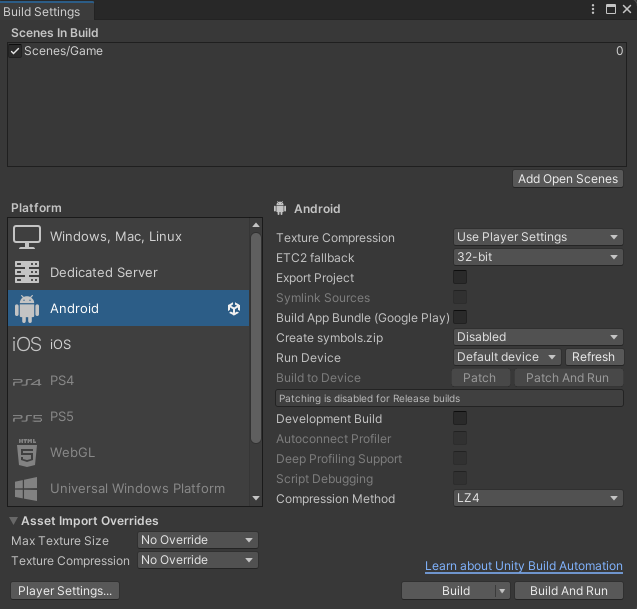 Build Settings
Scenes In Build
Scenes/Game 0
Add Open Scenes
Platform
Windows, Mac, Linux
Dedicated Server
Android
iOS iOS
PS4 PS4
PS5 PS5
HTML 5 WebGL
Universal Windows Platform
Android
Texture Compression Use Player Settings
ETC2 fallback 32-bit
Export Project
Symlink Sources
Build App Bundle (Google Play)
Create symbols.zip Disabled
Run Device Default device Refresh
Build to Device Patch Patch And Run
Patching is disabled for Release builds
Development Build
Autoconnect Profiler
Deep Profiling Support
Script Debugging
Compression Method LZ4
Asset Import Overrides
Max Texture Size No Override
Texture Compression No Override
Learn about Unity Build Automation
Player Settings... Build Build And Run